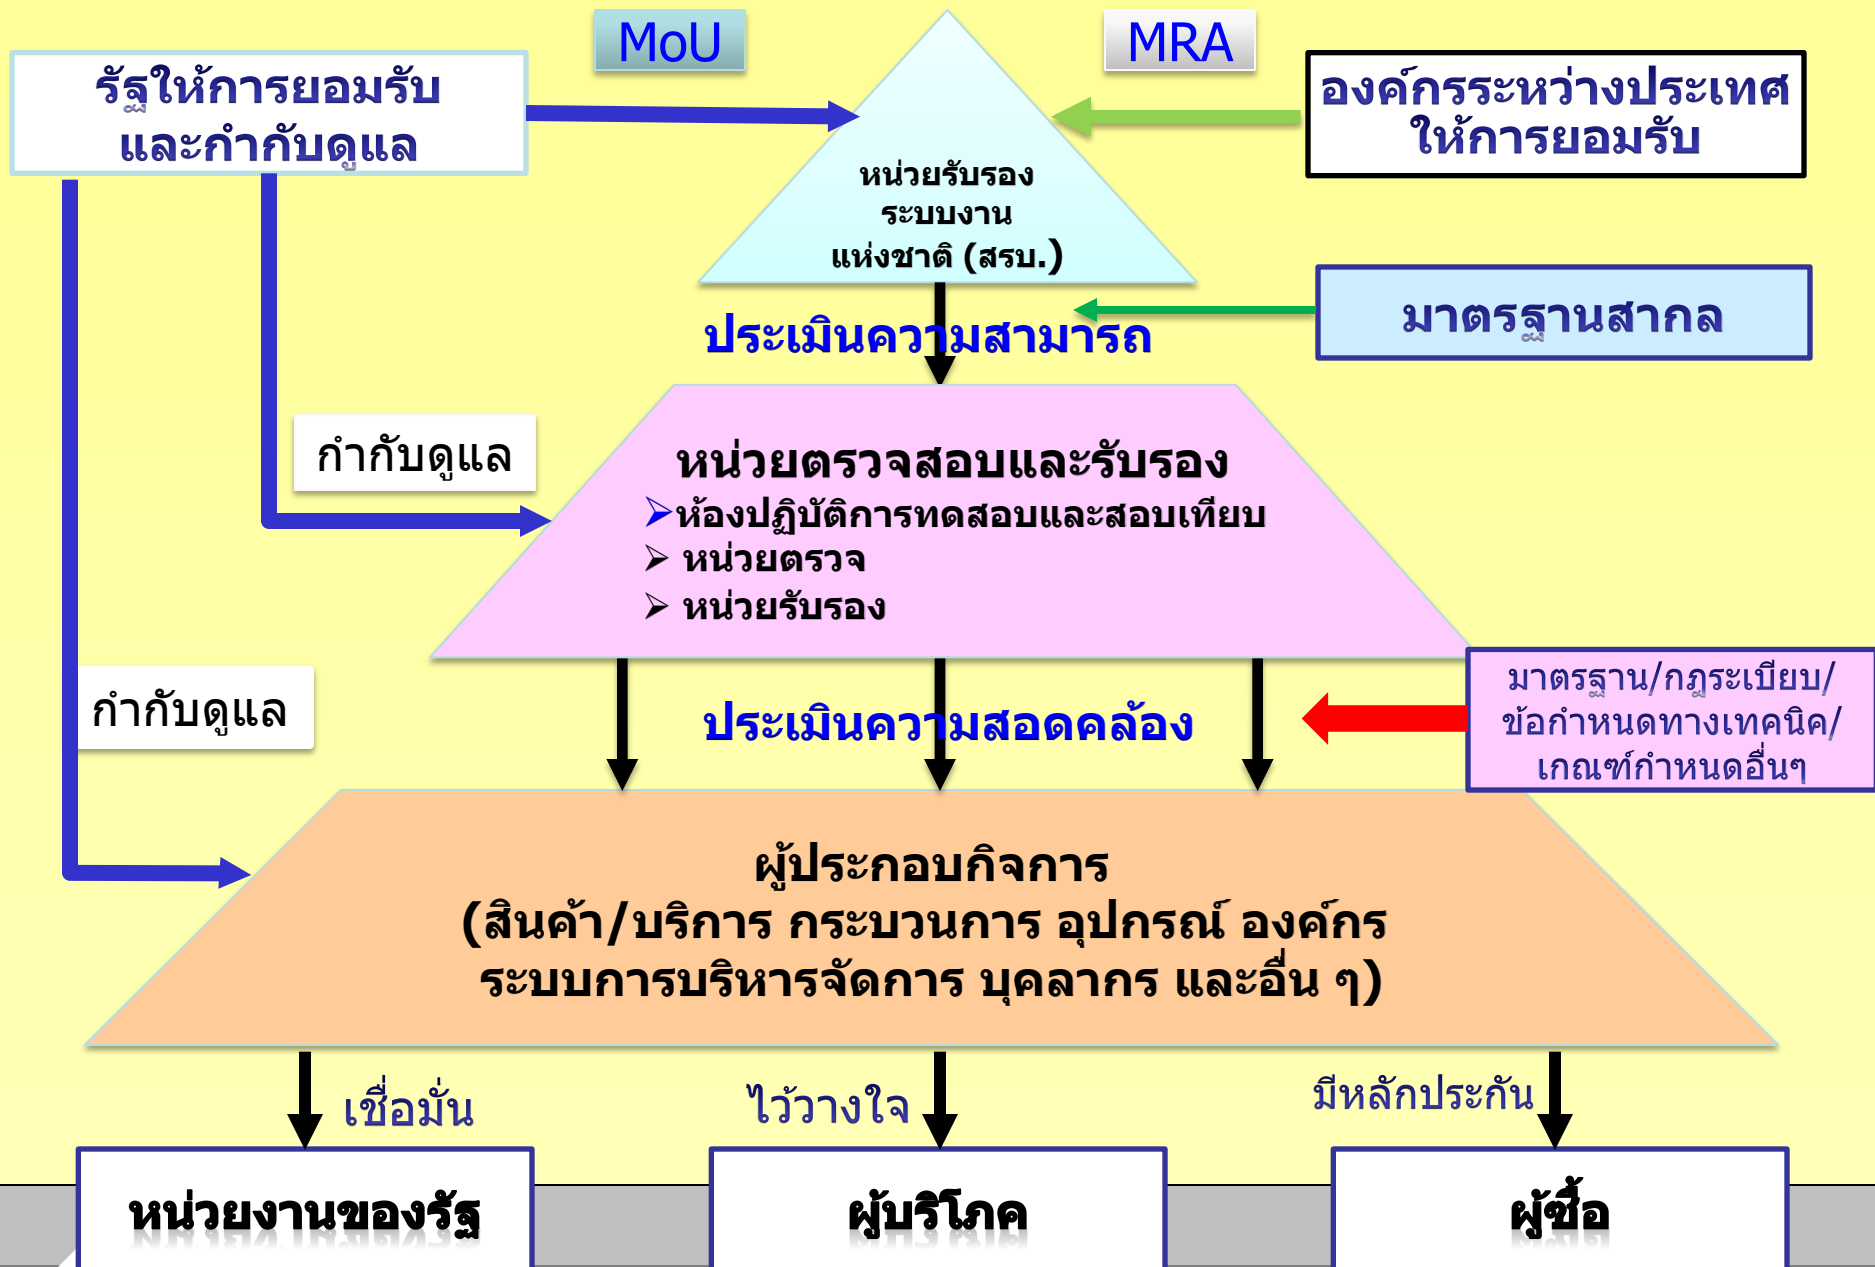 MoU
MRA
รัฐให้การยอมรับ
และกำกับดูแล
องค์กรระหว่างประเทศ
ให้การยอมรับ
หน่วยรับรอง
ระบบงาน
แห่งชาติ (สรบ.)
มาตรฐานสากล
ประเมินความสามารถ
กำกับดูแล
หน่วยตรวจสอบและรับรอง
➢ห้องปฏิบัติการทดสอบและสอบเทียบ
➢ หน่วยตรวจ
➢ หน่วยรับรอง
กำกับดูแล
ประเมินความสอดคล้อง
มาตรฐาน/กฎระเบียบ/
ข้อกำหนดทางเทคนิค/
เกณฑ์กำหนดอื่นๆ
ผู้ประกอบกิจการ
(สินค้า/บริการ กระบวนการ อุปกรณ์ องค์กร
ระบบการบริหารจัดการ บุคลากร และอื่น ๆ)
เชื่อมั่น
ไว้วางใจ
มีหลักประกัน
หน่วยงานของรัฐ
ผู้บริโภค
ผู้ซื้อ